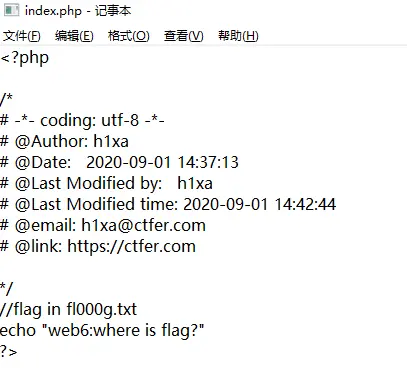 index.php - 记事本
文件(F) 编辑(E) 格式(O) 查看(V) 帮助(H)
<?php
/*
# -*- coding: utf-8 -*-
# @Author: h1xa
# @Date:   2020-09-01 14:37:13
# @Last Modified by:   h1xa
# @Last Modified time: 2020-09-01 14:42:44
# @email: h1xa@ctfer.com
# @link: https://ctfer.com
*/
//flag in fl000g.txt
echo "web6:where is flag?"
?>